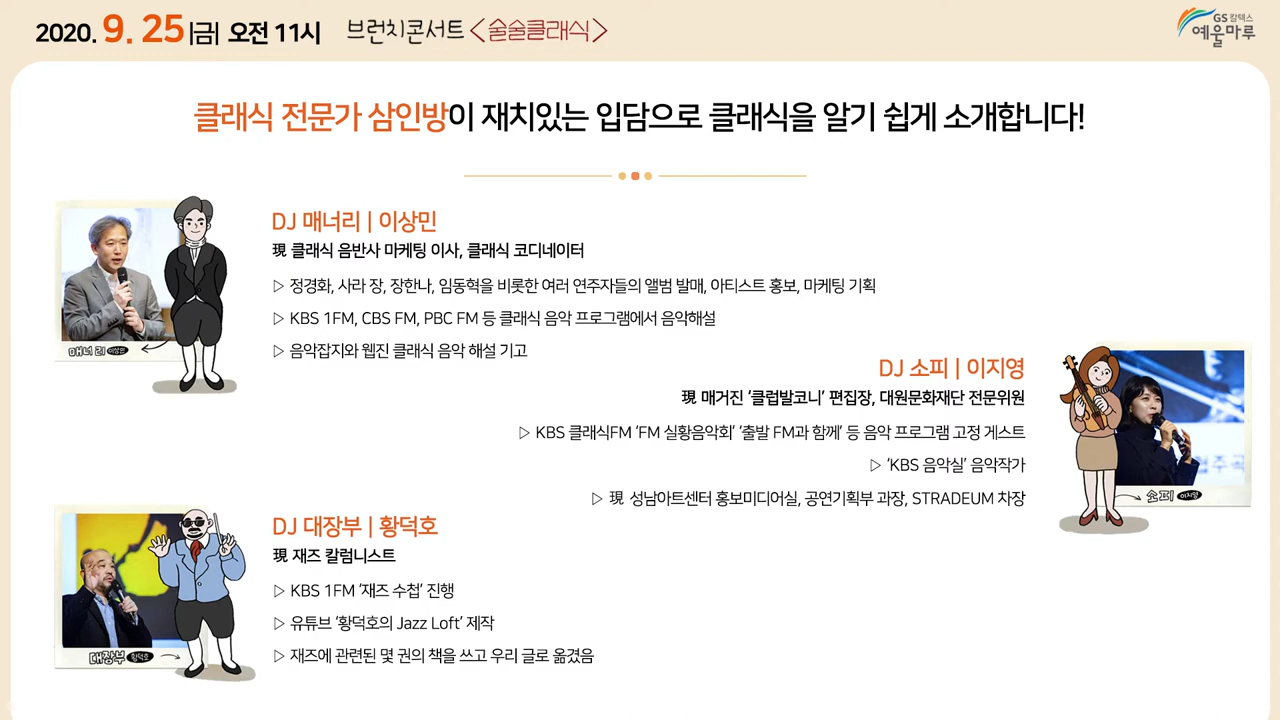 2020. 9. 25 |금| 오전 11시 브런치콘서트 <술술클래식>
GS칼텍스
예울마루
클래식 전문가 삼인방이 재치있는 입담으로 클래식을 알기 쉽게 소개합니다!
DJ 매너리 | 이상민
現 클래식 음반사 마케팅 이사, 클래식 코디네이터
▷ 정경화, 사라 장, 장한나, 임동혁을 비롯한 여러 연주자들의 앨범 발매, 아티스트 홍보, 마케팅 기획
▷ KBS 1FM, CBS FM, PBC FM 등 클래식 음악 프로그램에서 음악해설
▷ 음악잡지와 웹진 클래식 음악 해설 기고
매너리 이상민
DJ 소피 | 이지영
現 매거진 ‘클럽발코니’ 편집장, 대원문화재단 전문위원
▷ KBS 클래식FM ‘FM 실황음악회’ ‘출발 FM과 함께’ 등 음악 프로그램 고정 게스트
▷ ‘KBS 음악실’ 음악작가
▷ 現 성남아트센터 홍보미디어실, 공연기획부 과장, STRADEUM 차장
소피 이지영
DJ 대장부 | 황덕호
現 재즈 칼럼니스트
▷ KBS 1FM ‘재즈 수첩’ 진행
▷ 유튜브 ‘황덕호의 Jazz Loft’ 제작
▷ 재즈에 관련된 몇 권의 책을 쓰고 우리 글로 옮겼음
대장부 황덕호